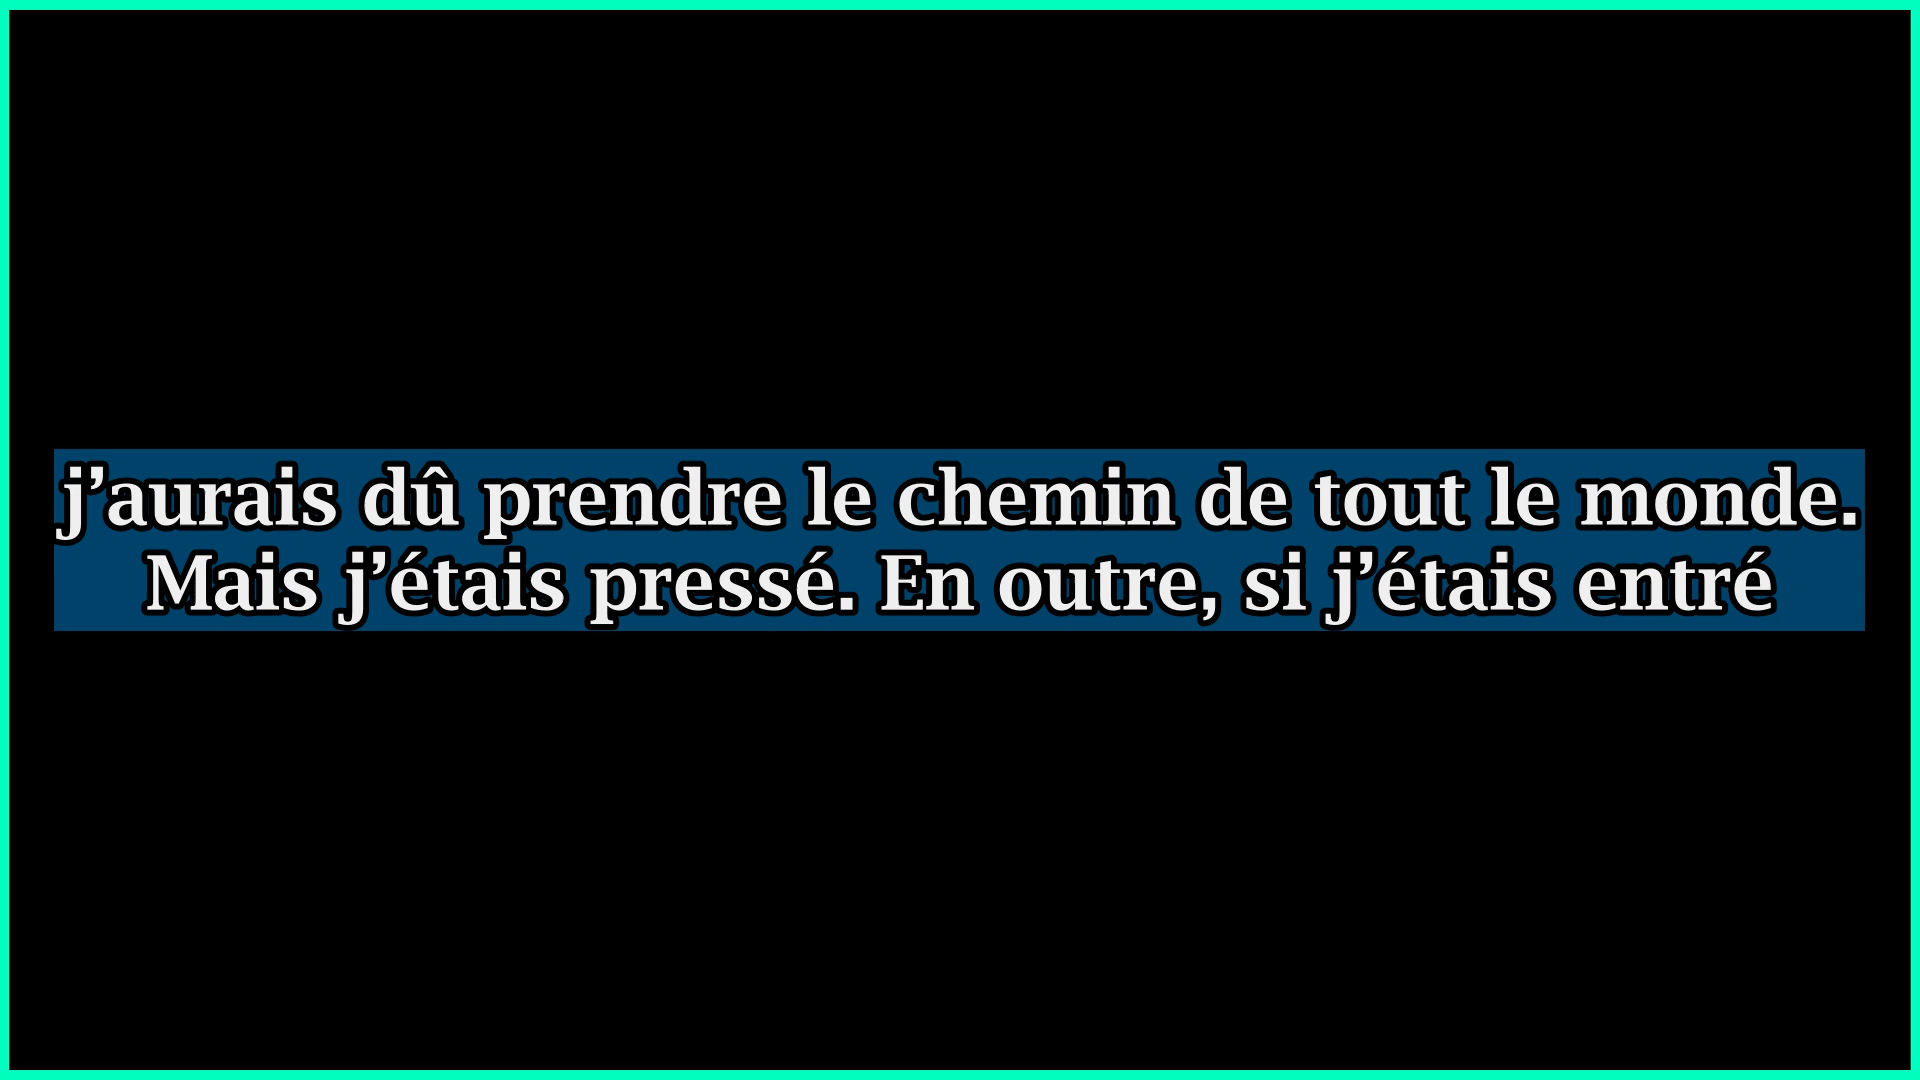 j’aurais dû prendre le chemin de tout le monde.
Mais j’étais pressé. En outre, si j’étais entré